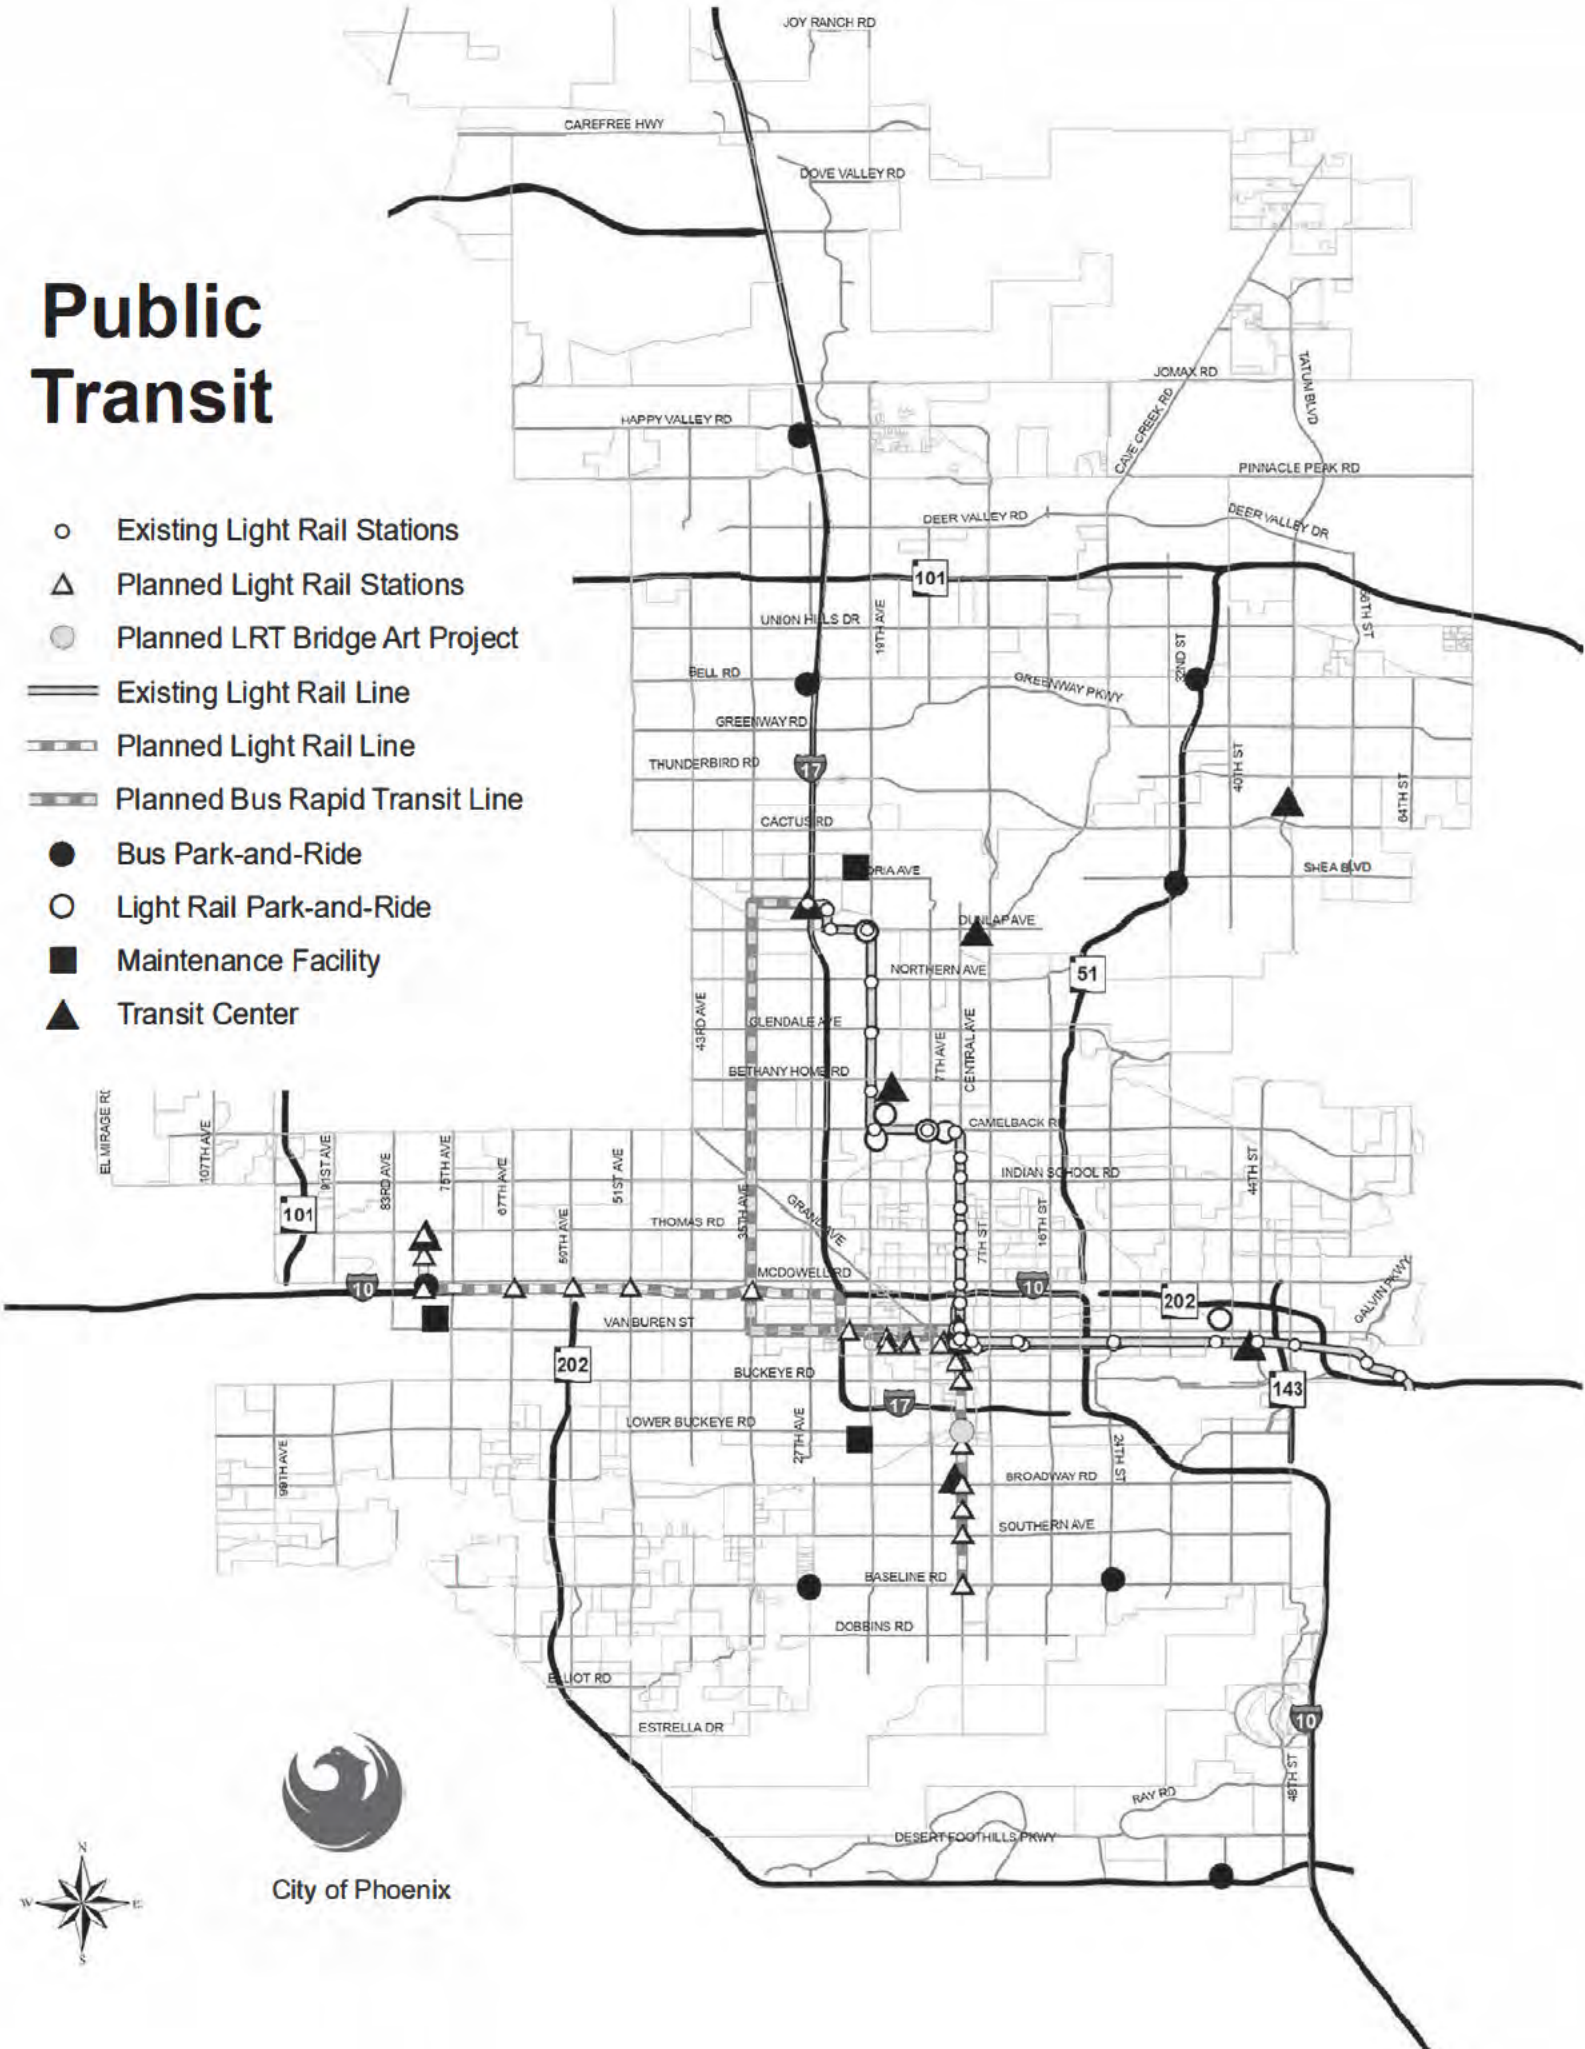 JOY RANCH RD
CAREFREE HWY
DOVE VALLEY RD
Public
Transit
JOMAX RD
TATUM BLVD
HAPPY VALLEY RD
CAVE CREEK RD
PINNACLE PEAK RD
Existing Light Rail Stations
DEER VALLEY RD
DEER VALLEY DR
Planned Light Rail Stations
101
UNION HILLS DR
19TH AVE
56TH ST
Planned LRT Bridge Art Project
32ND ST
BELL RD
GREENWAY PKWY
Existing Light Rail Line
GREENWAY RD
Planned Light Rail Line
THUNDERBIRD RD
17
40TH ST
64TH ST
Planned Bus Rapid Transit Line
CACTUS RD
Bus Park-and-Ride
SHEA BLVD
Light Rail Park-and-Ride
DUNLAP AVE
Maintenance Facility
NORTHERN AVE
51
Transit Center
43RD AVE
GLENDALE AVE
7TH AVE
CENTRAL AVE
BETHANY HOME RD
EL MIRAGE RD
107TH AVE
91ST AVE
83RD AVE
75TH AVE
67TH AVE
51ST AVE
CAMELBACK RD
INDIAN SCHOOL RD
44TH ST
101
59TH AVE
THOMAS RD
35TH AVE
GRAND AVE
7TH ST
16TH ST
10
MCDOWELL RD
10
202
GALVIN PKWY
VAN BUREN ST
202
BUCKEYE RD
143
17
LOWER BUCKEYE RD
27TH AVE
99TH AVE
24TH ST
BROADWAY RD
SOUTHERN AVE
BASELINE RD
DOBBINS RD
ELLIOT RD
ESTRELLA DR
10
48TH ST
RAY RD
DESERT FOOTHILLS PKWY
City of Phoenix
N
W
E
S